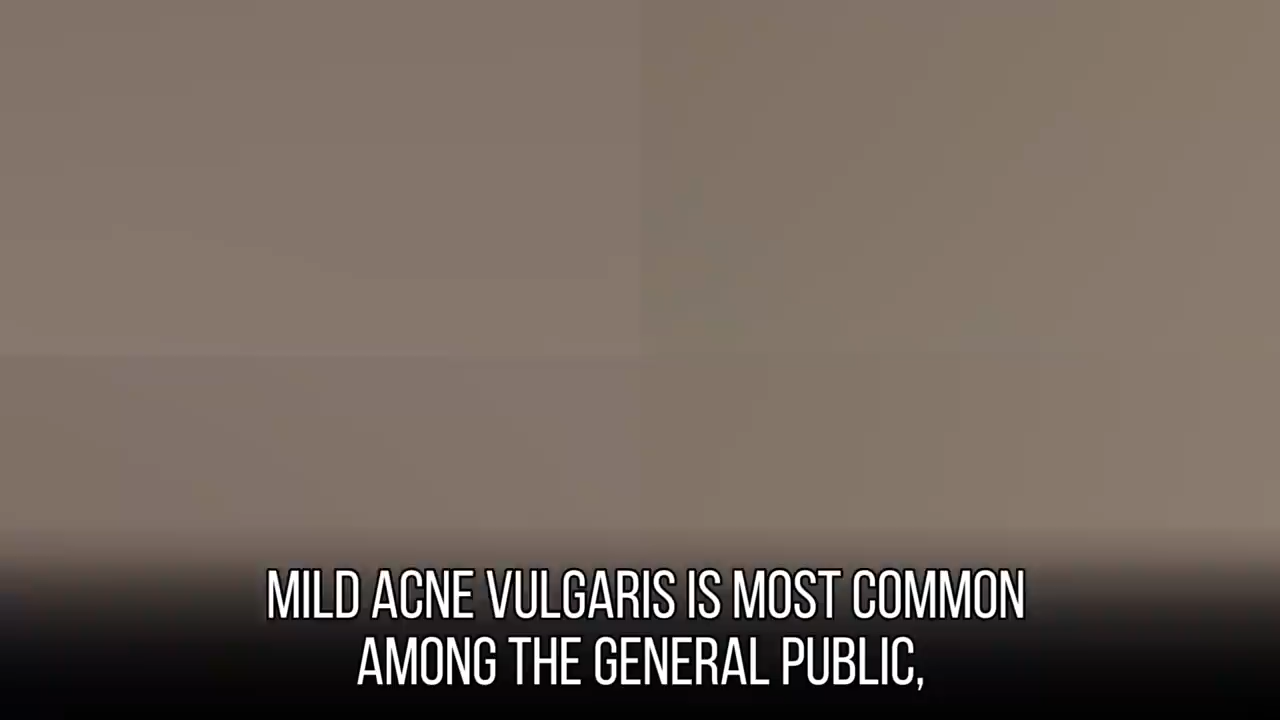 MILD ACNE VULGARIS IS MOST COMMON
AMONG THE GENERAL PUBLIC,